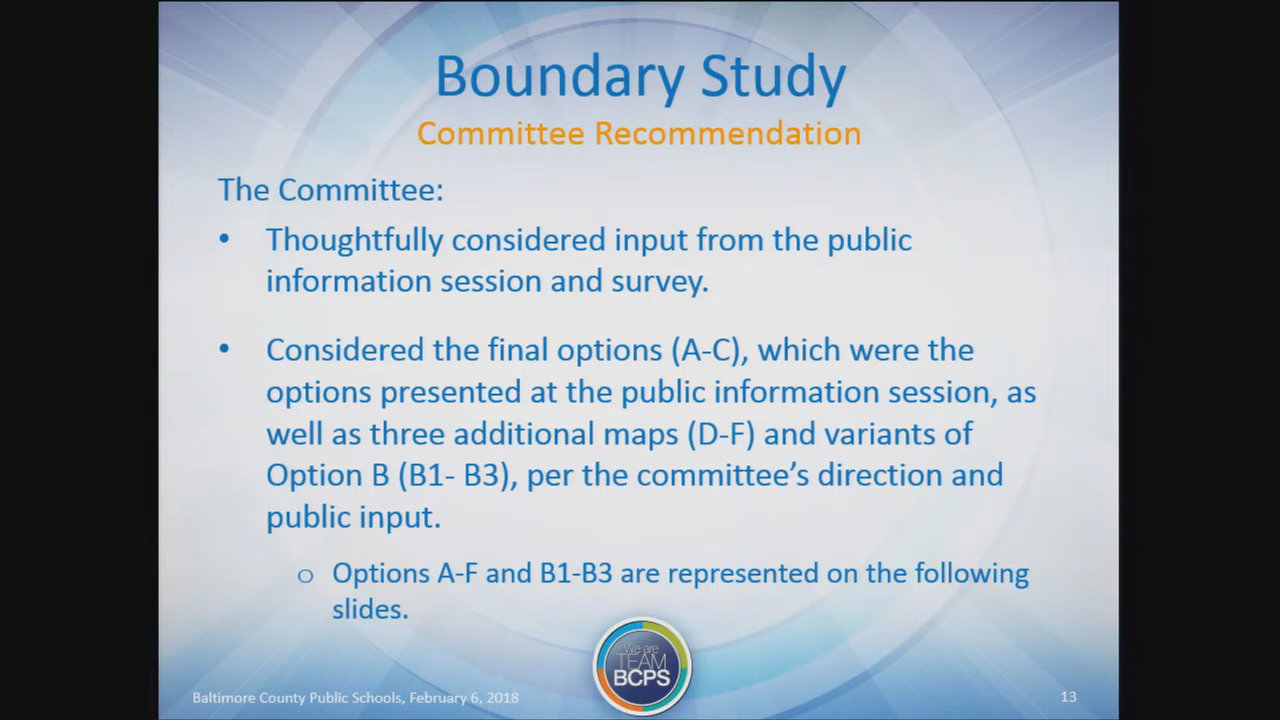 Boundary Study
Committee Recommendation
The Committee:
• Thoughtfully considered input from the public
information session and survey.
• Considered the final options (A-C), which were the
options presented at the public information session, as
well as three additional maps (D-F) and variants of
Option B (B1- B3), per the committee’s direction and
public input.
o Options A-F and B1-B3 are represented on the following
slides.
We are
TEAM
BCPS
Baltimore County Public Schools, February 6, 2018
13